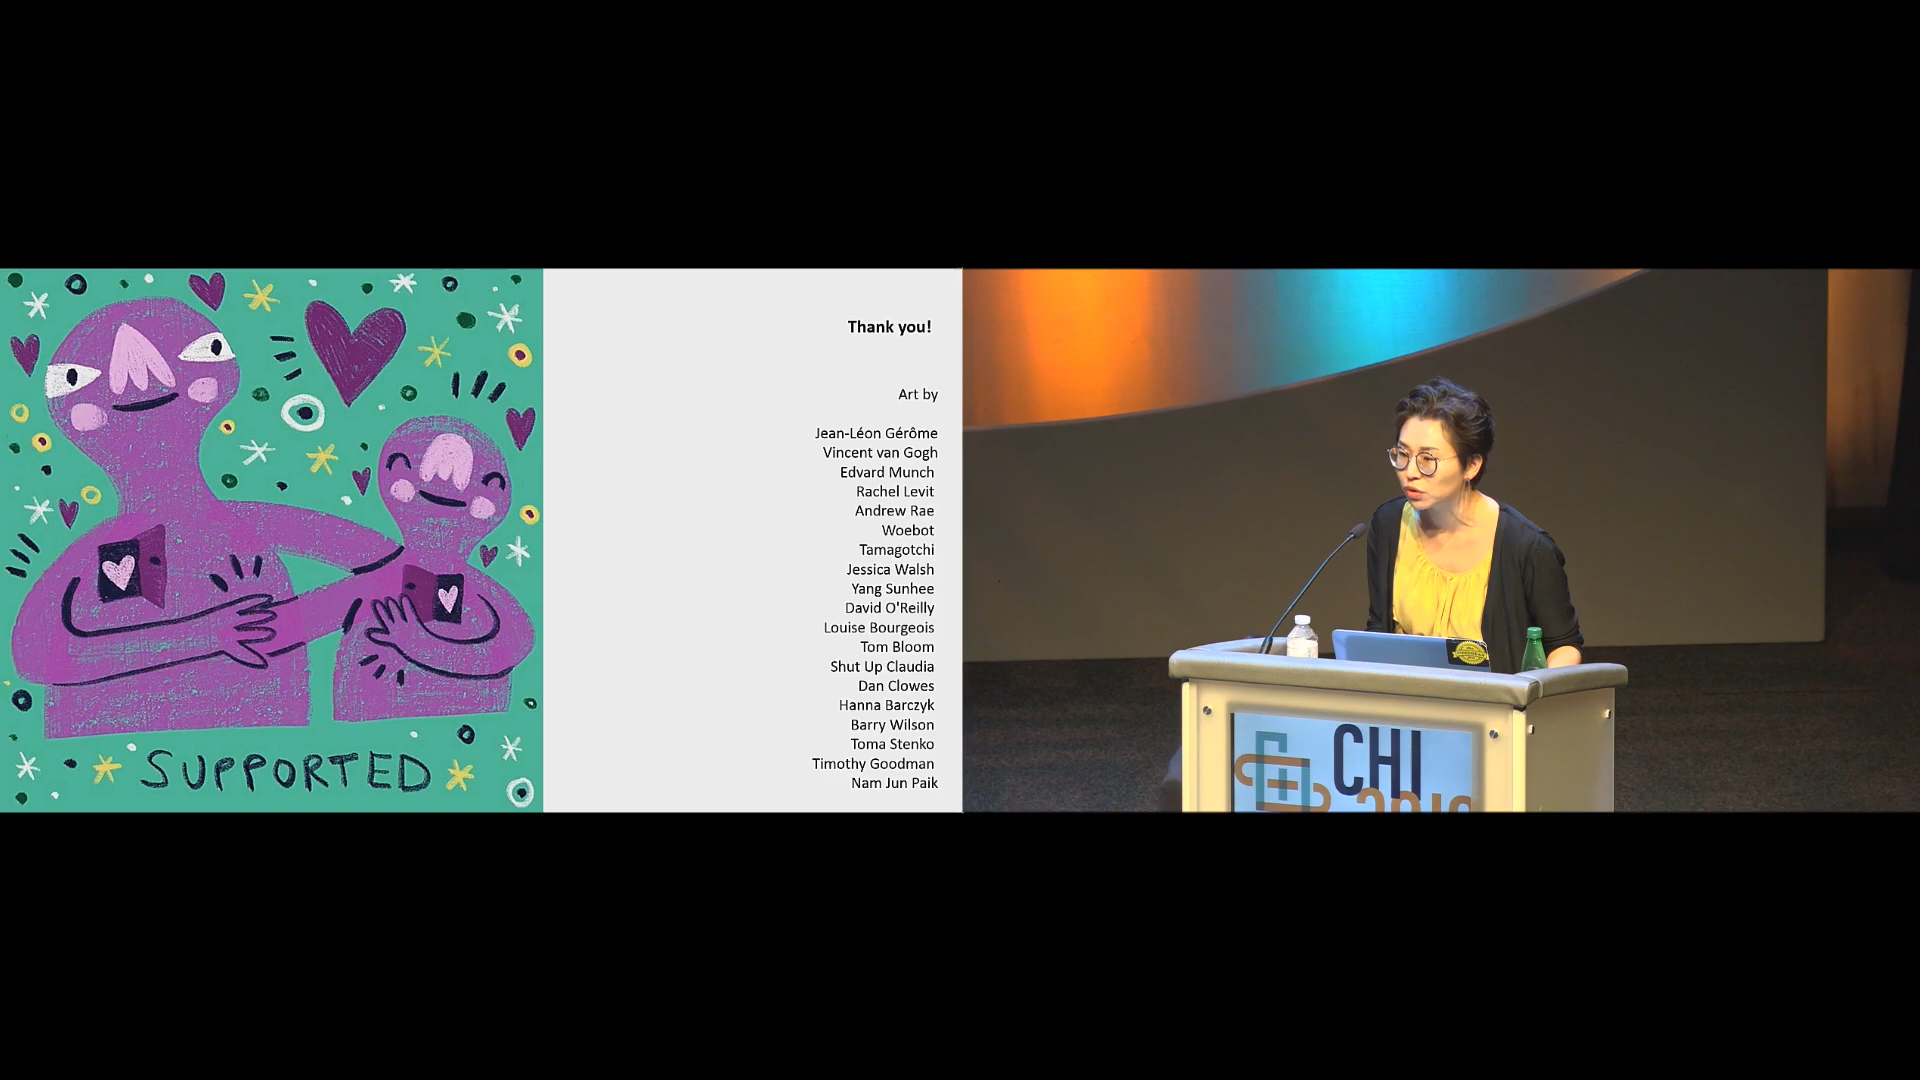 SUPPORTED
Thank you!
Art by
Jean-Léon Gérôme
Vincent van Gogh
Edvard Munch
Rachel Levit
Andrew Rae
Woebot
Tamagotchi
Jessica Walsh
Yang Sunhee
David O'Reilly
Louise Bourgeois
Tom Bloom
Shut Up Claudia
Dan Clowes
Hanna Barczyk
Barry Wilson
Toma Stenko
Timothy Goodman
Nam Jun Paik
CHI